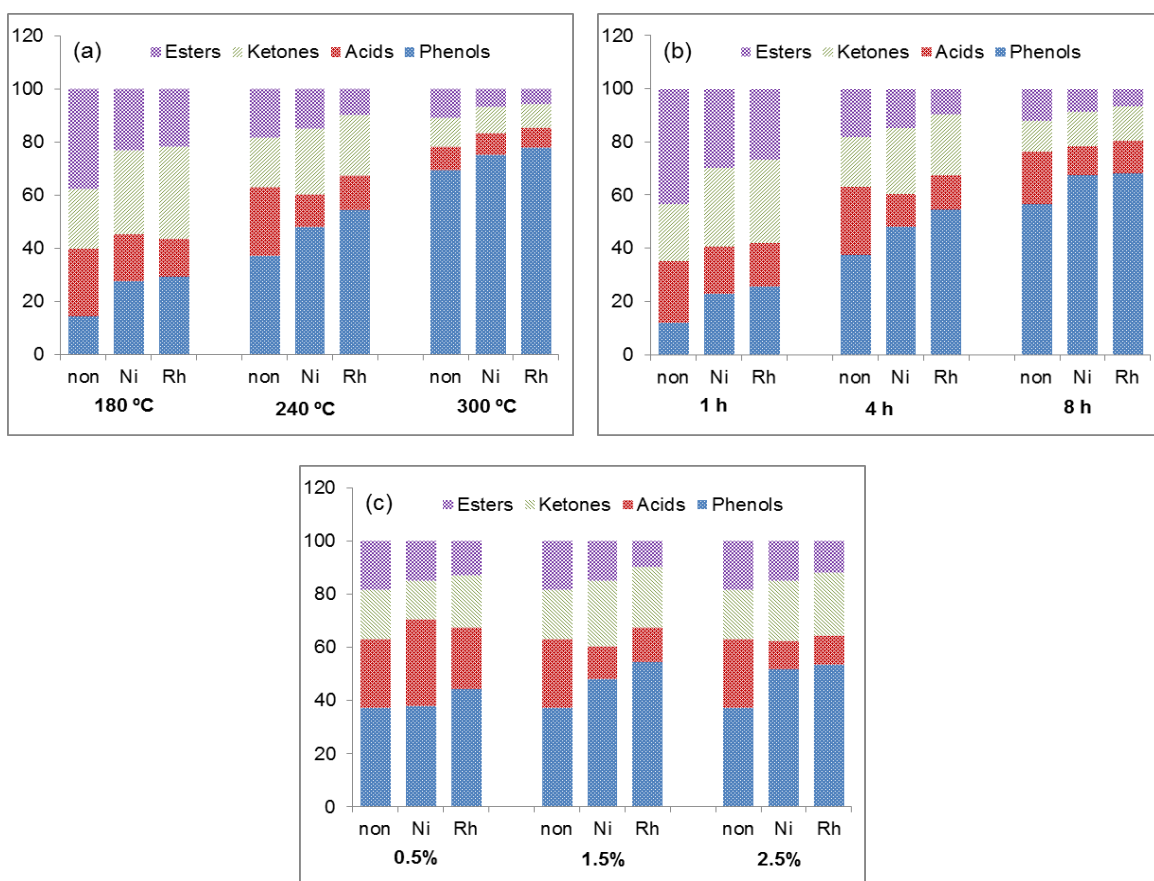 120
(a)
Esters Ketones Acids Phenols
100
80
60
40
20
0
non Ni Rh non Ni Rh non Ni Rh
180 ºC 240 ºC 300 ºC
120
(b)
Esters Ketones Acids Phenols
100
80
60
40
20
0
non Ni Rh non Ni Rh non Ni Rh
1 h 4 h 8 h
120
(c)
Esters Ketones Acids Phenols
100
80
60
40
20
0
non Ni Rh non Ni Rh non Ni Rh
0.5% 1.5% 2.5%